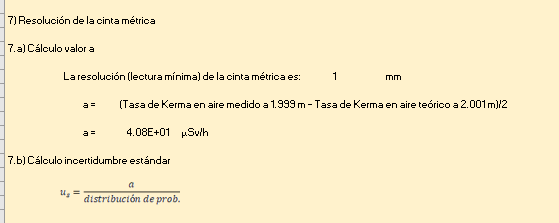 7) Resolución de la cinta métrica
7.a) Cálculo valor a
La resolución (lectura mínima) de la cinta métrica es: 1 mm
a = (Tasa de Kerma en aire medido a 1.999 m - Tasa de Kerma en aire teórico a 2.001 m)/2
a = 4.08E+01 µSv/h
7.b) Cálculo incertidumbre estándar
u_s = a / distribución de prob.